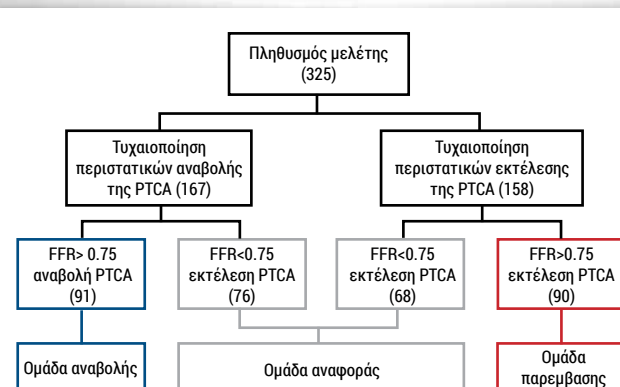 Πληθυσμός μελέτης
(325)
Τυχαιοποίηση
περιστατικών αναβολής
της PTCA (167)
Τυχαιοποίηση
περιστατικών εκτέλεσης
της PTCA (158)
FFR> 0.75
αναβολή PTCA
(91)
FFR<0.75
εκτέλεση PTCA
(76)
FFR<0.75
εκτέλεση PTCA
(68)
FFR>0.75
εκτέλεση PTCA
(90)
Ομάδα αναβολής
Ομάδα αναφοράς
Ομάδα
παρεμβασης